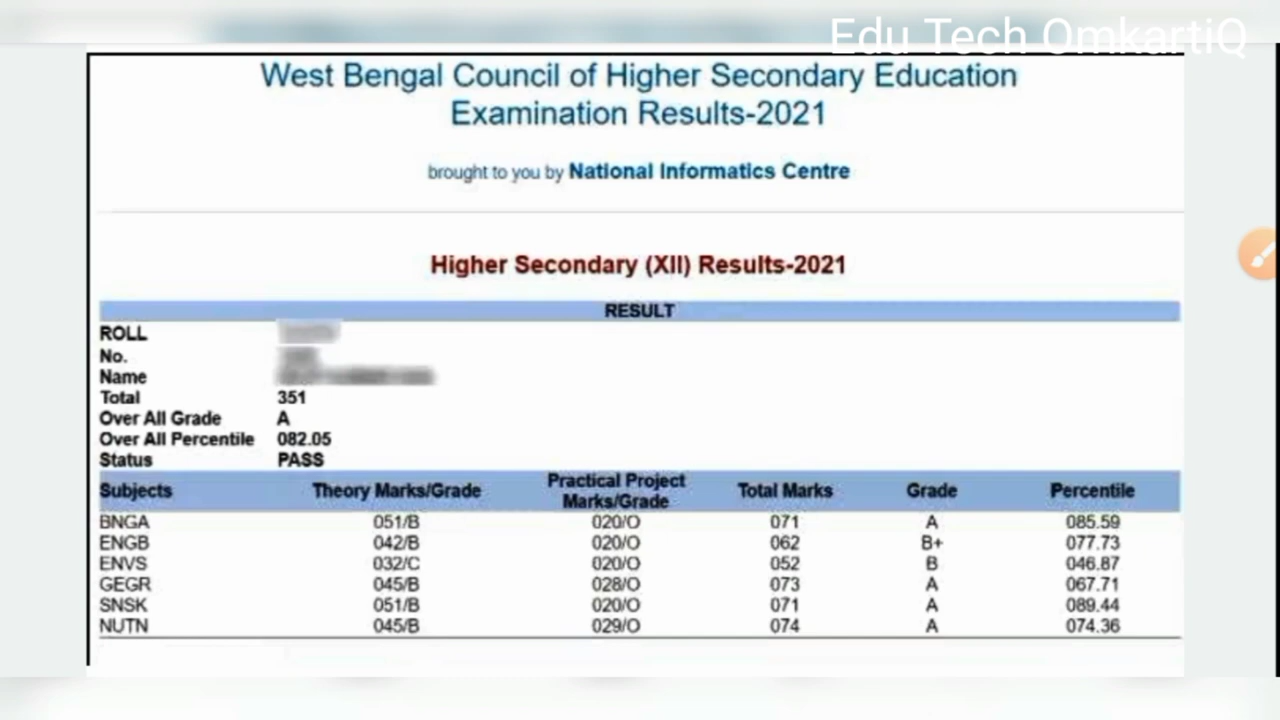 Edu Tech OmkartiQ
West Bengal Council of Higher Secondary Education
Examination Results-2021
brought to you by National Informatics Centre
Higher Secondary (XII) Results-2021
RESULT
ROLL
No.
Name
Total 351
Over All Grade A
Over All Percentile 082.05
Status PASS
Subjects Theory Marks/Grade Practical Project Marks/Grade Total Marks Grade Percentile
BNGA 051/B 020/O 071 A 085.59
ENGB 042/B 020/O 062 B+ 077.73
ENVS 032/C 020/O 052 B 046.87
GEGR 045/B 028/O 073 A 067.71
SNSK 051/B 020/O 071 A 089.44
NUTN 045/B 029/O 074 A 074.36